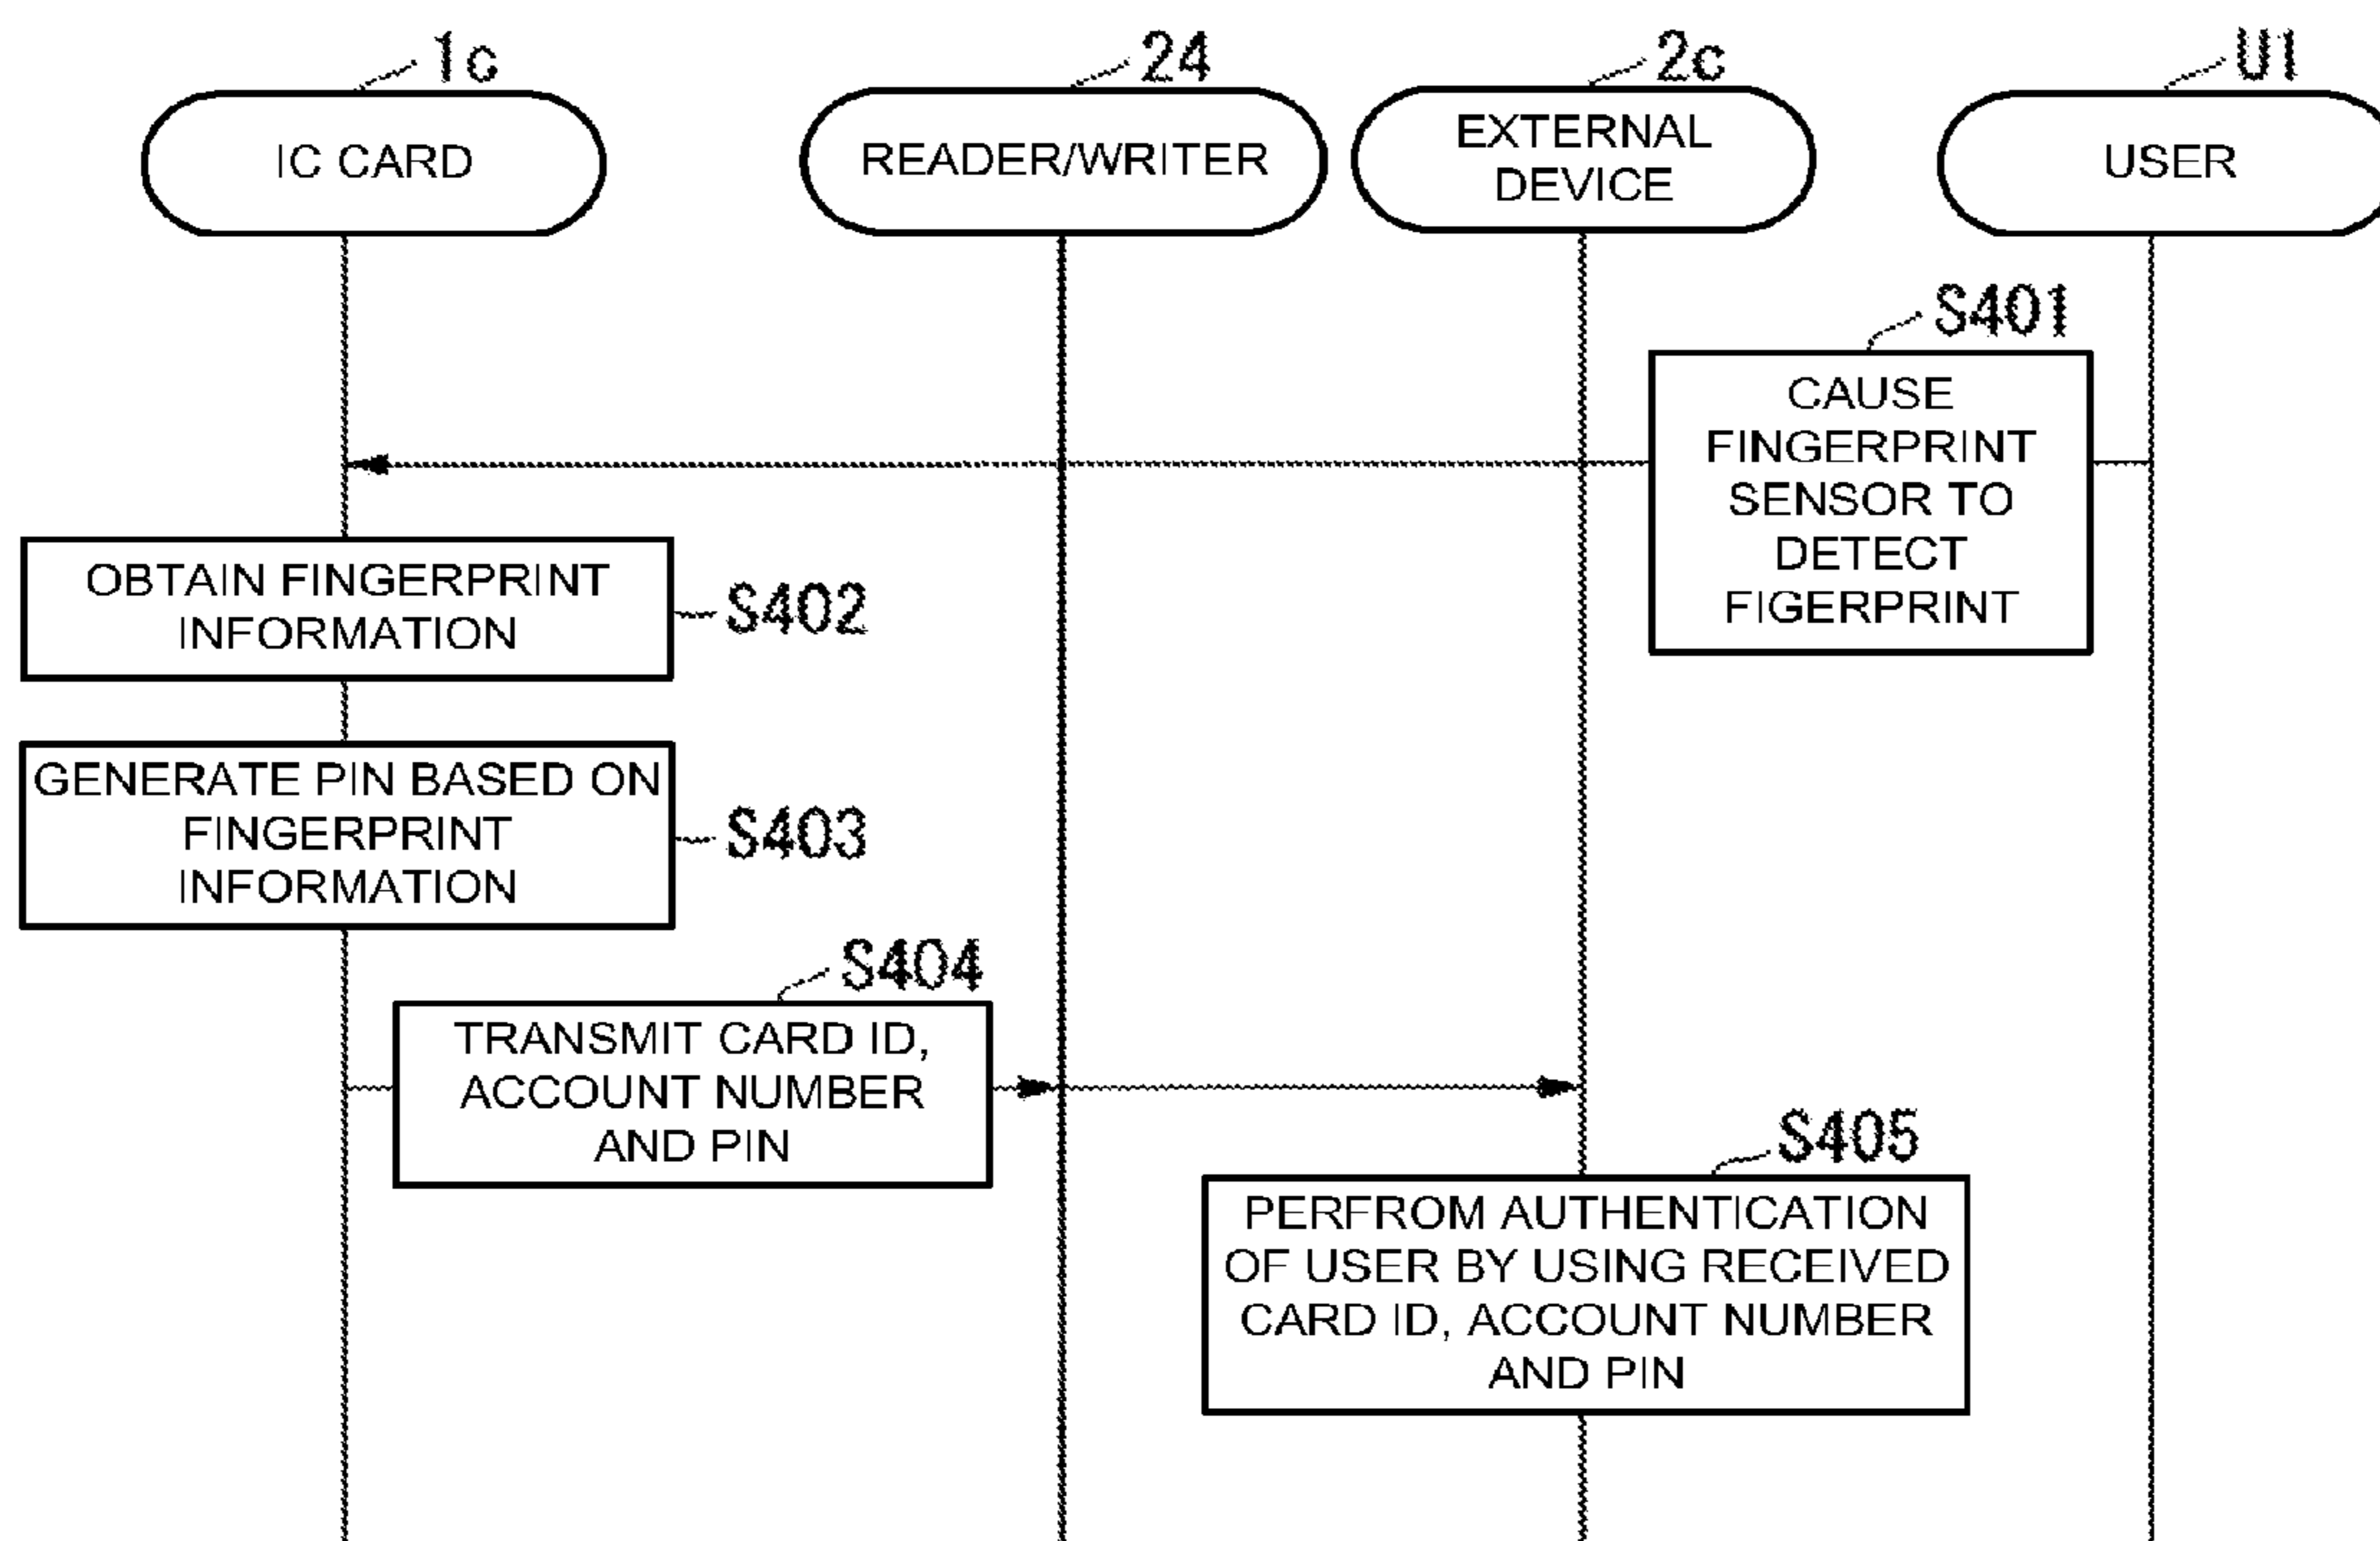 1c
24
2c
U1
IC CARD
READER/WRITER
EXTERNAL
DEVICE
USER
S401
CAUSE
FINGERPRINT
SENSOR TO
DETECT
FIGERPRINT
OBTAIN FINGERPRINT
INFORMATION
S402
GENERATE PIN BASED ON
FINGERPRINT
INFORMATION
S403
S404
TRANSMIT CARD ID,
ACCOUNT NUMBER
AND PIN
S405
PERFROM AUTHENTICATION
OF USER BY USING RECEIVED
CARD ID, ACCOUNT NUMBER
AND PIN